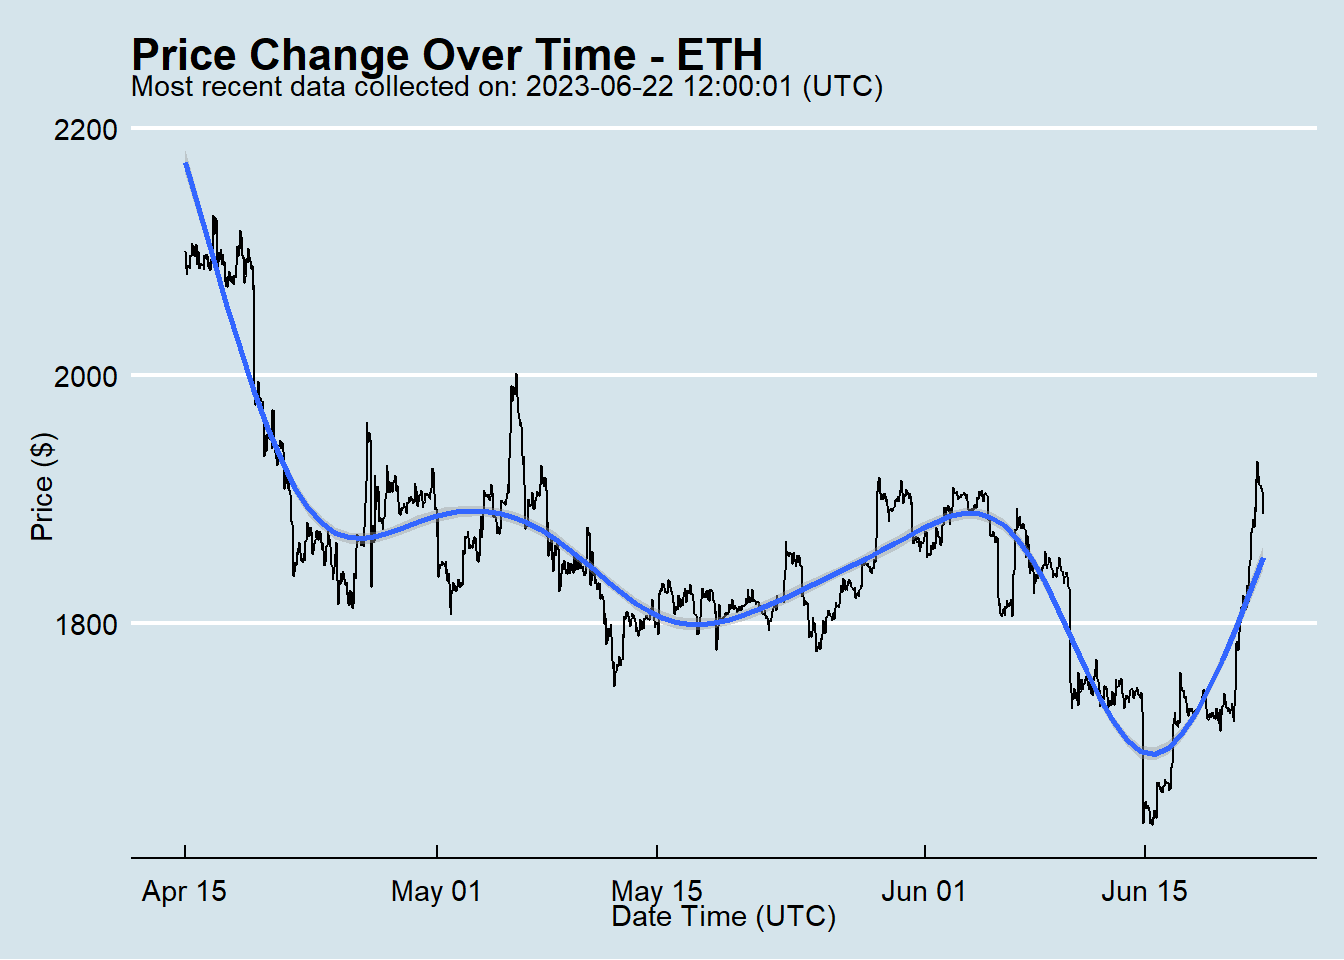 Price Change Over Time - ETH
Most recent data collected on: 2023-06-22 12:00:01 (UTC)
2200
2000
1800
Price ($)
Apr 15 May 01 May 15 Jun 01 Jun 15
Date Time (UTC)